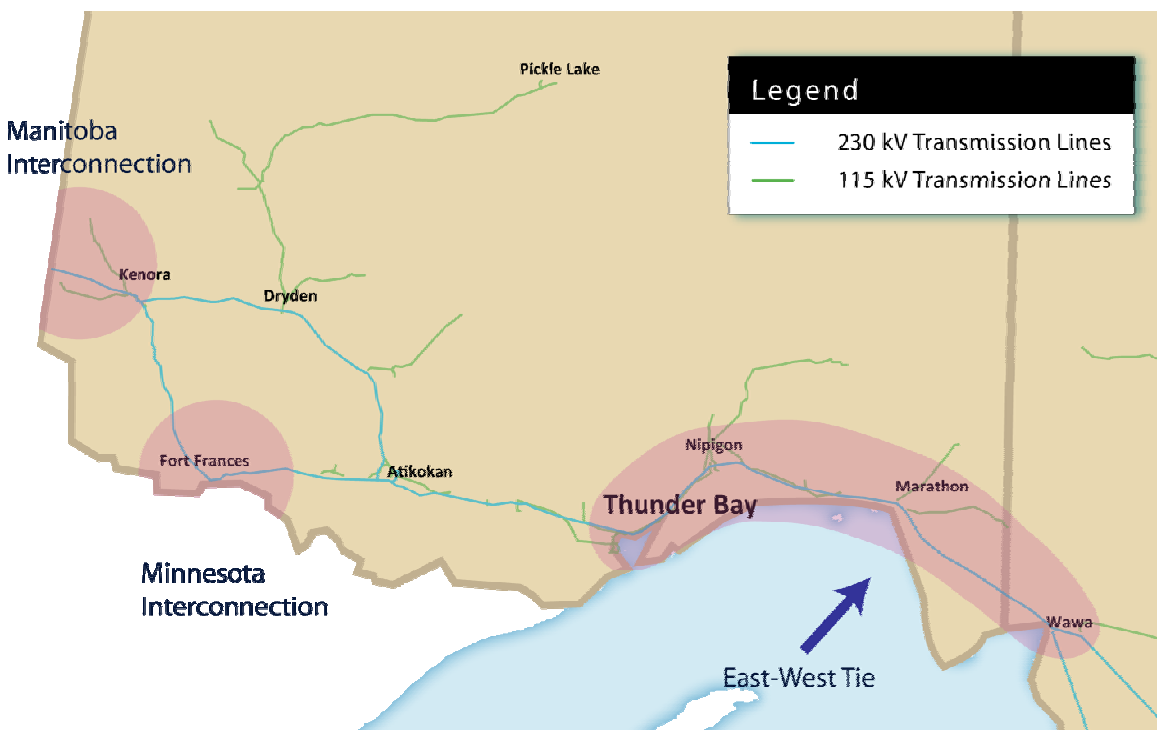 Pickfe Lake
Legend
230 kV Transmission Lines
115 kV Transmission Lines
Manitoba
Interconnection
Kenora
Dryden
Nipigon
Fort Frances
Atikokan
Marathon
Thunder Bay
Minnesota
Interconnection
Wawa
East-West Tie